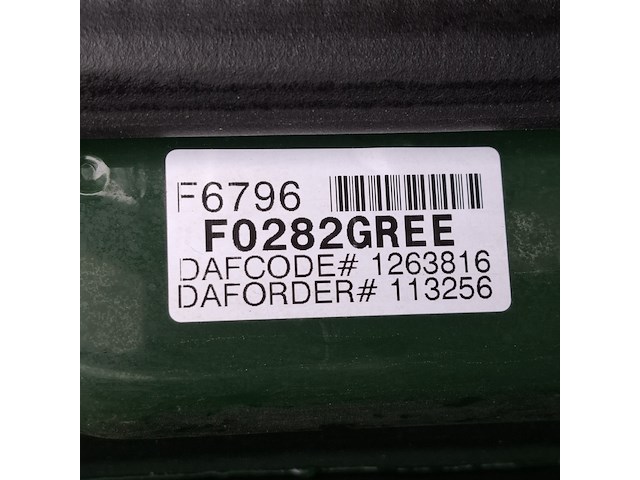 F6796
F0282GREE
DAFCODE# 1263816
DAFORDER# 113256